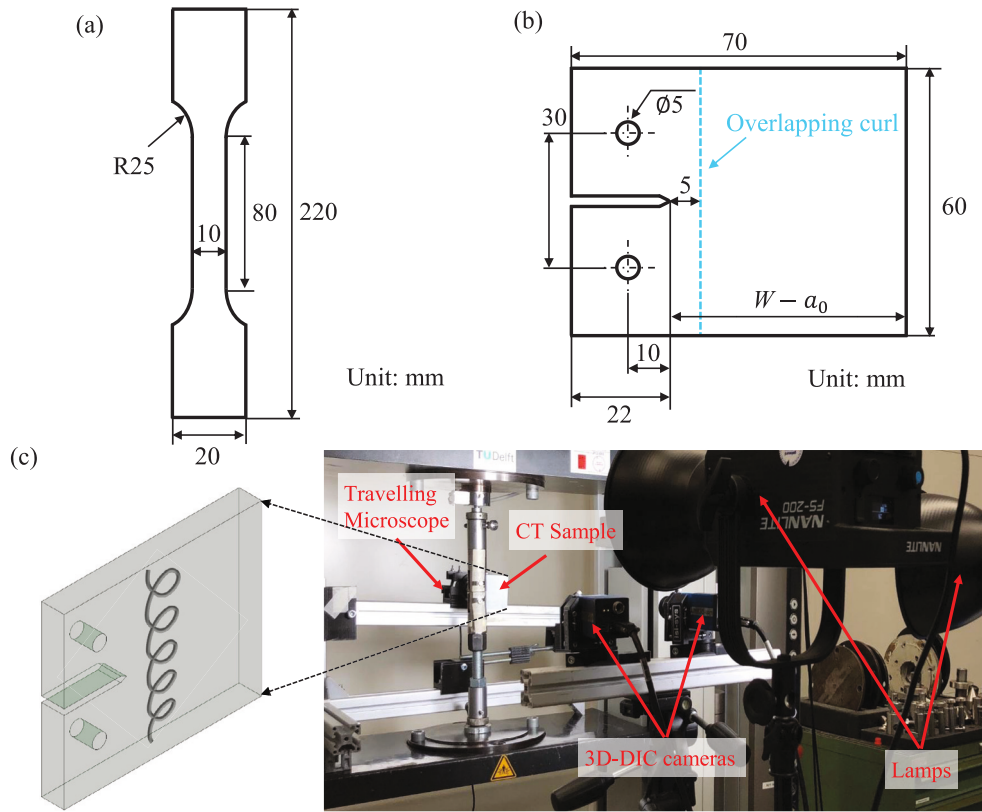 (a)
R25
10
80
220
20
Unit: mm
(b)
70
30
Ø5
Overlapping curl
5
60
W − a₀
10
22
Unit: mm
(c)
TUDelft
Travelling
Microscope
CT Sample
3D-DIC cameras
Lamps
NANLITE
FS-200
NANLITE